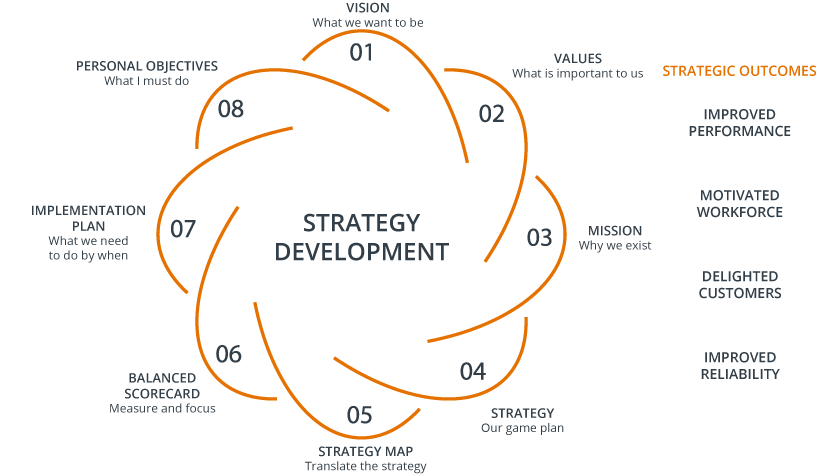 VISION
What we want to be
01
VALUES
What is important to us
02
MISSION
Why we exist
03
STRATEGY
Our game plan
04
STRATEGY MAP
Translate the strategy
05
BALANCED
SCORECARD
Measure and focus
06
IMPLEMENTATION
PLAN
What we need
to do by when
07
PERSONAL OBJECTIVES
What I must do
08
STRATEGY
DEVELOPMENT
STRATEGIC OUTCOMES
IMPROVED
PERFORMANCE
MOTIVATED
WORKFORCE
DELIGHTED
CUSTOMERS
IMPROVED
RELIABILITY